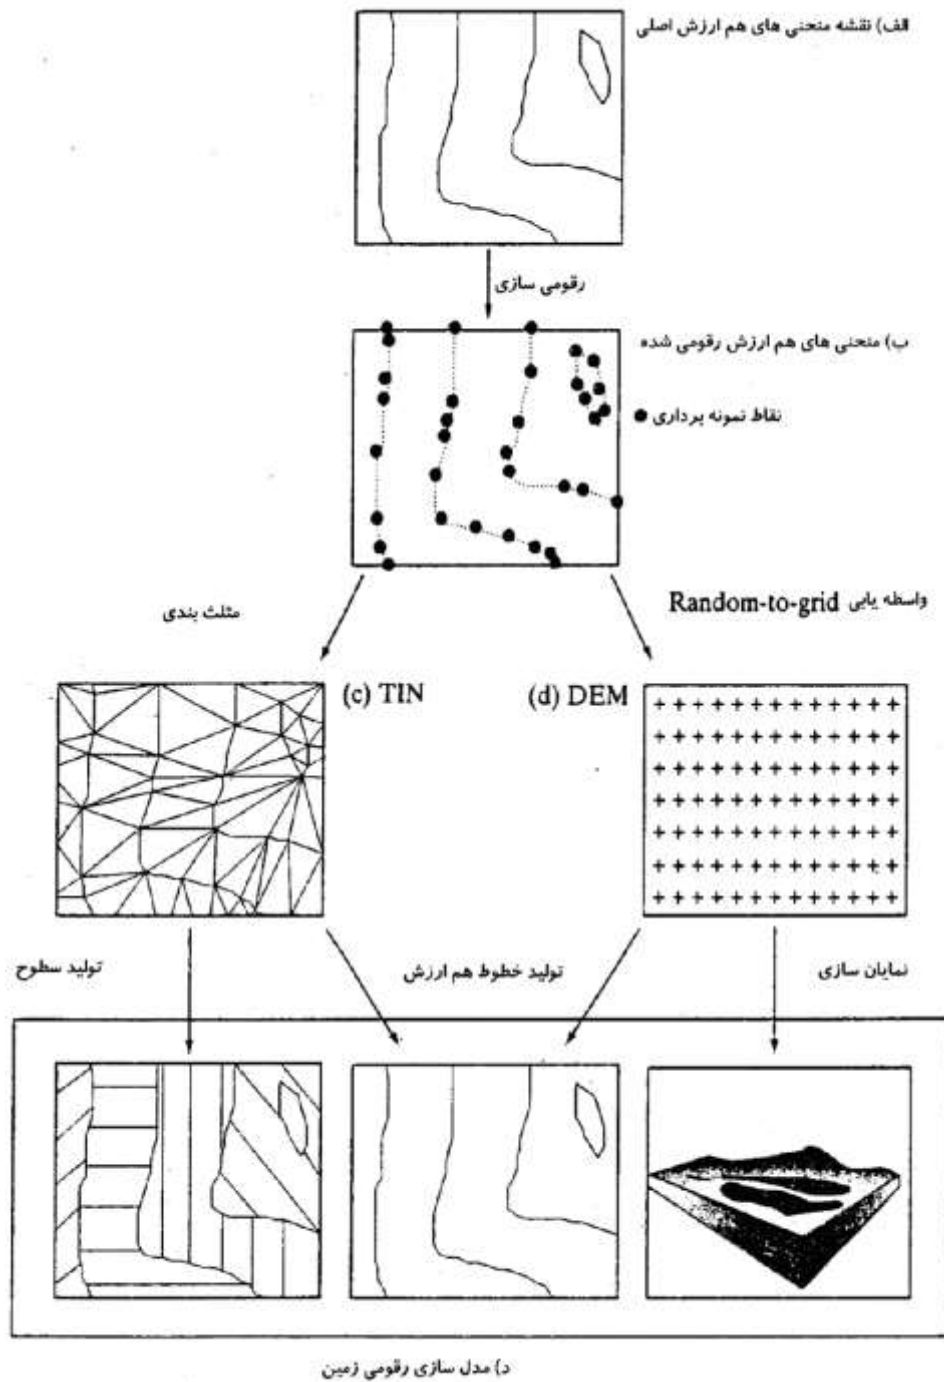 الف) نقشه منحنی های هم ارزش اصلی
رقومی سازی
ب) منحنی های هم ارزش رقومی شده
نقاط نمونه برداری
واسطه یابی Random-to-grid
مثلث بندی
(c) TIN
(d) DEM
تولید سطوح
تولید خطوط هم ارزش
نمایان سازی
د) مدل سازی رقومی زمین